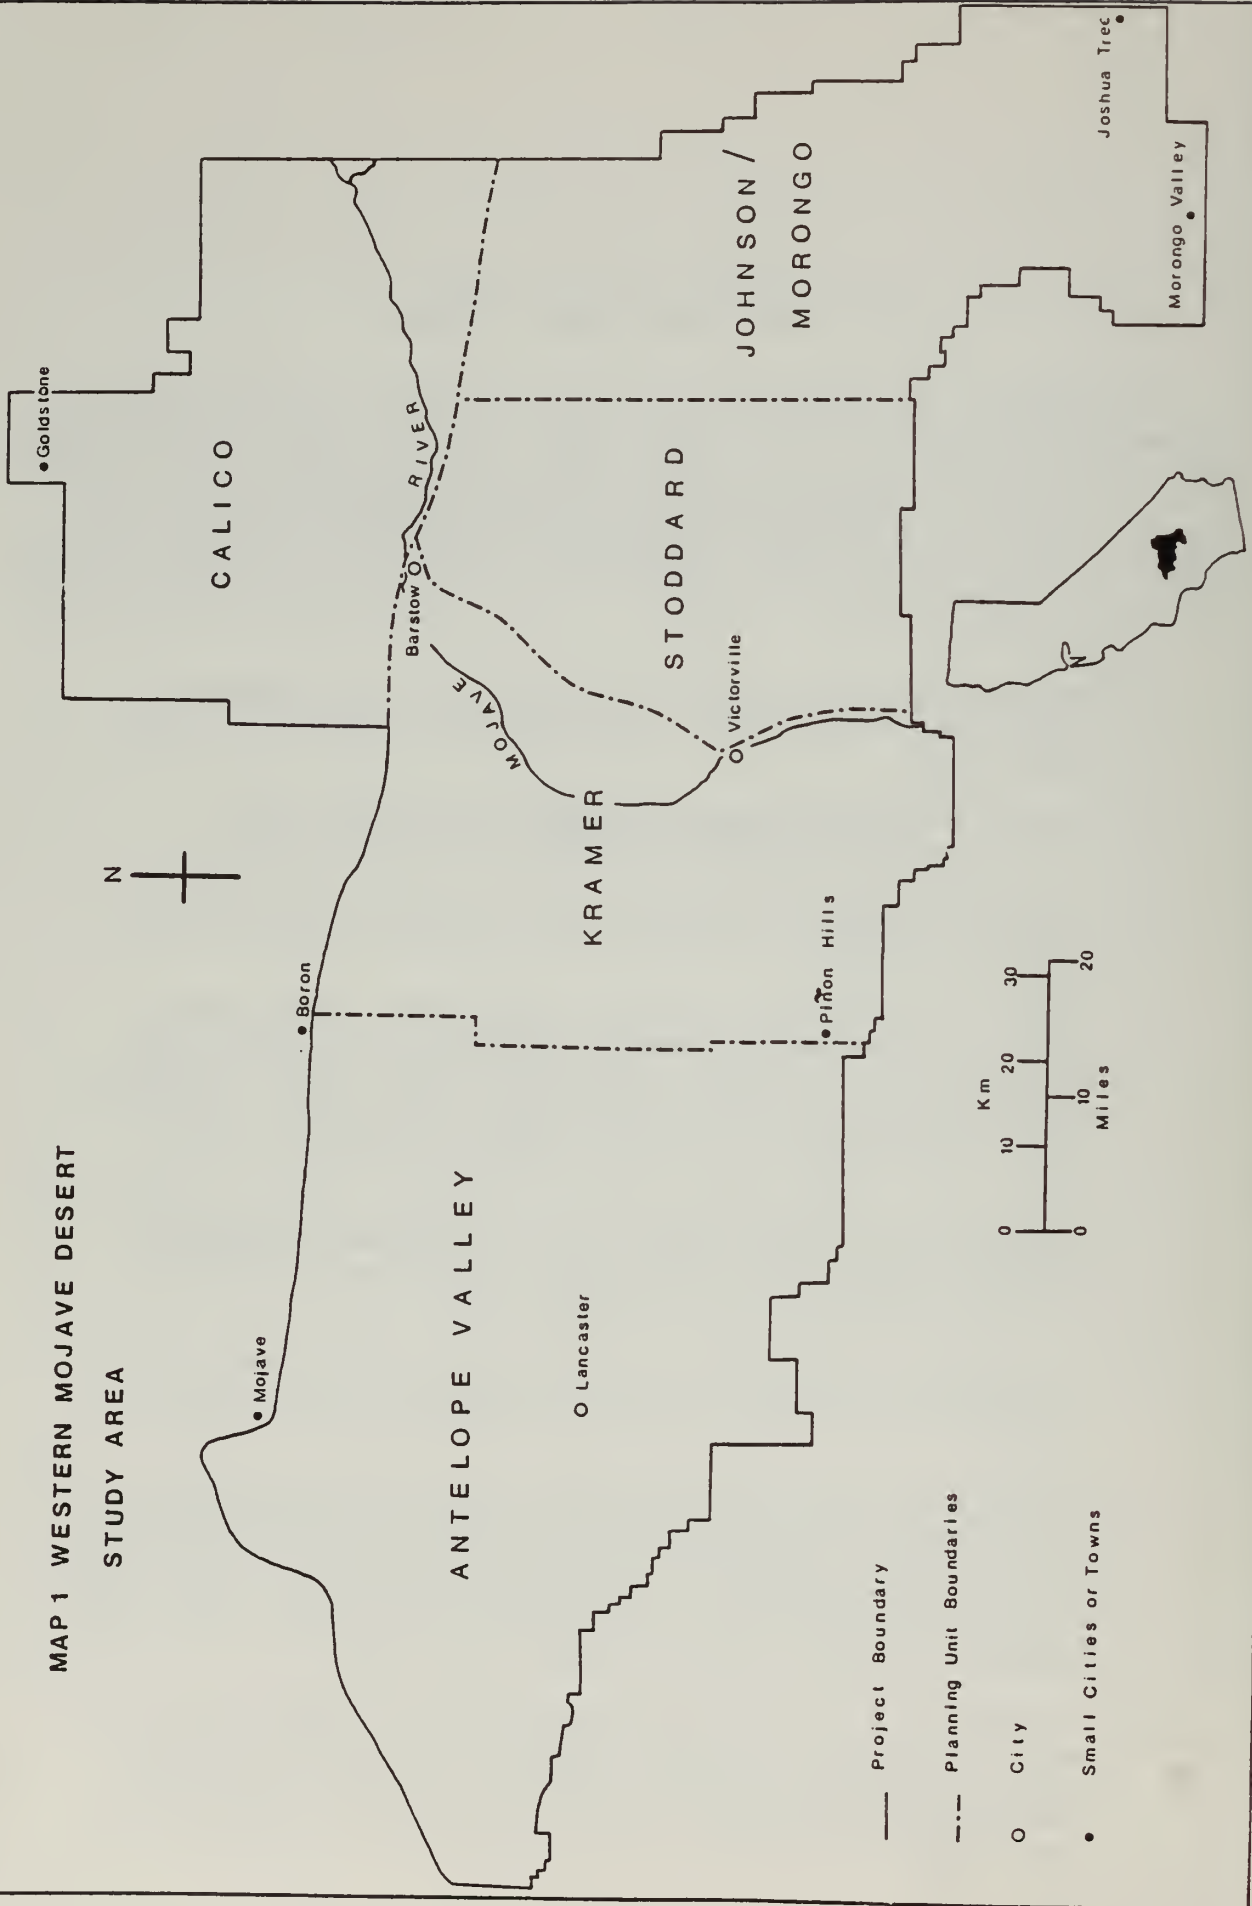 MAP 1 WESTERN MOJAVE DESERT
STUDY AREA
N
Goldstone
CALICO
Mojave
Boron
RIVER
Barstow
MOJAVE
ANTELOPE VALLEY
KRAMER
STODDARD
JOHNSON/
MORONGO
Lancaster
Victorville
Piñon Hills
Joshua Tree
Morongo Valley
Project Boundary
Planning Unit Boundaries
City
Small Cities or Towns
Km
0 10 20 30
0 10 20
Miles
N